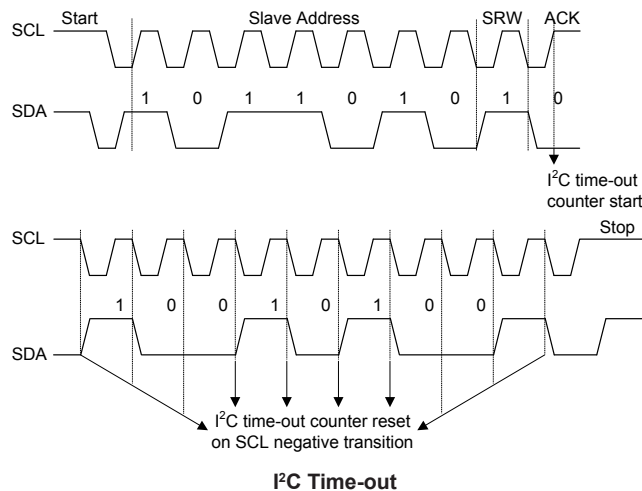 Start Slave Address SRW ACK
SCL
1 0 1 1 0 1 0 1 0
SDA
I²C time-out
counter start
Stop
SCL
1 0 0 1 0 1 0 0
SDA
I²C time-out counter reset
on SCL negative transition
I²C Time-out